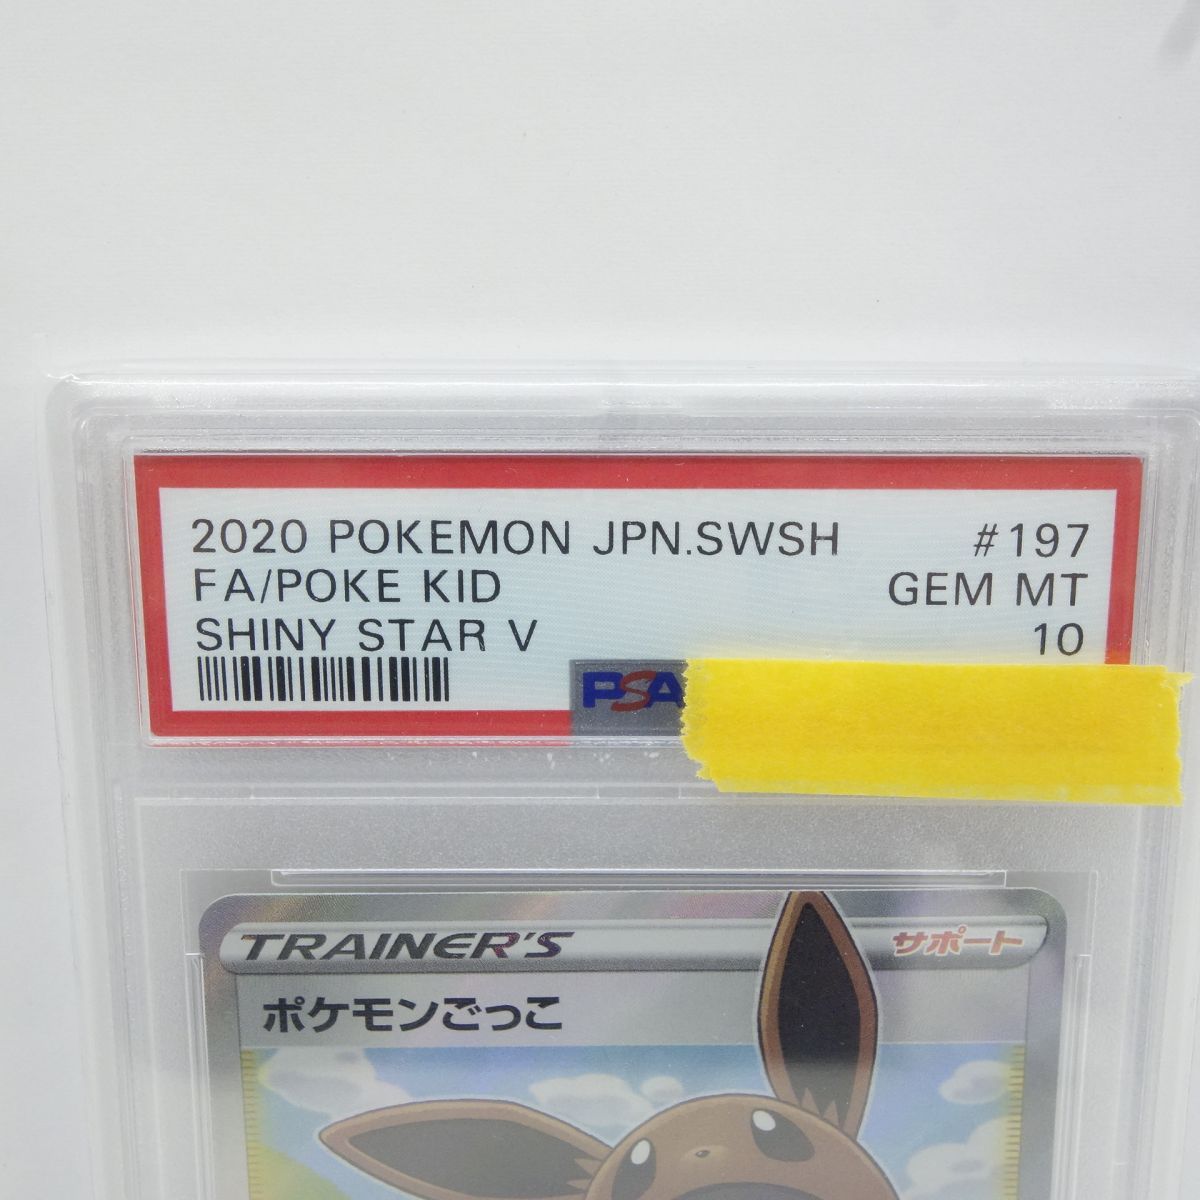 2020 POKEMON JPN.SWSH #197
FA/POKE KID GEM MT
SHINY STAR V 10
PSA
TRAINER'S サポート
ポケモンごっこ